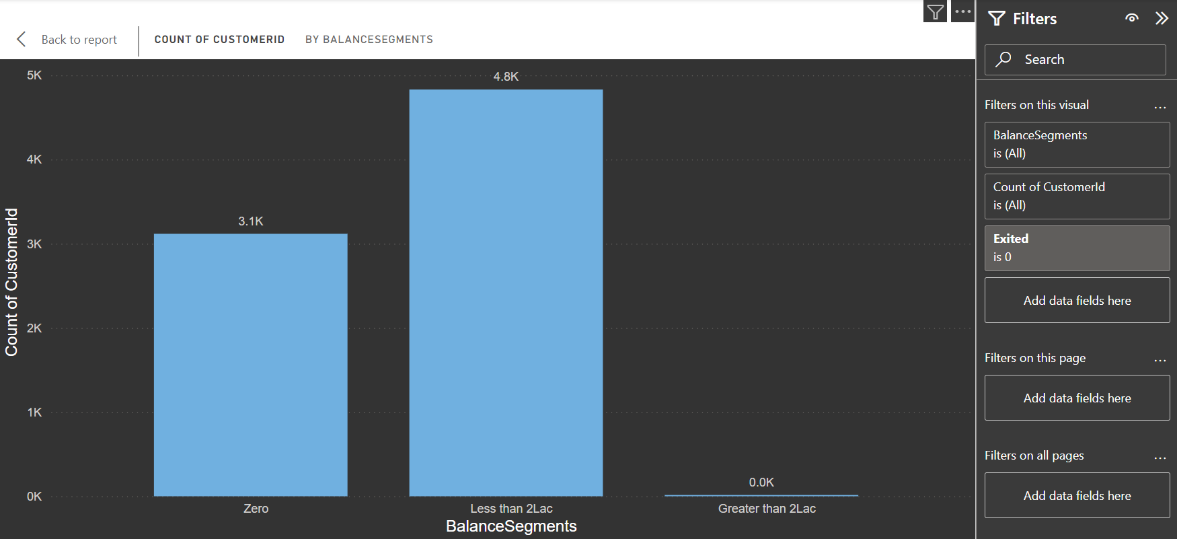 Back to report
COUNT OF CUSTOMERID BY BALANCESEGMENTS
5K
4K
3K
2K
1K
0K
Count of CustomerId
3.1K
4.8K
0.0K
Zero
Less than 2Lac
Greater than 2Lac
BalanceSegments
Filters
Search
Filters on this visual
...
BalanceSegments
is (All)
Count of CustomerId
is (All)
Exited
is 0
Add data fields here
Filters on this page
...
Add data fields here
Filters on all pages
...
Add data fields here